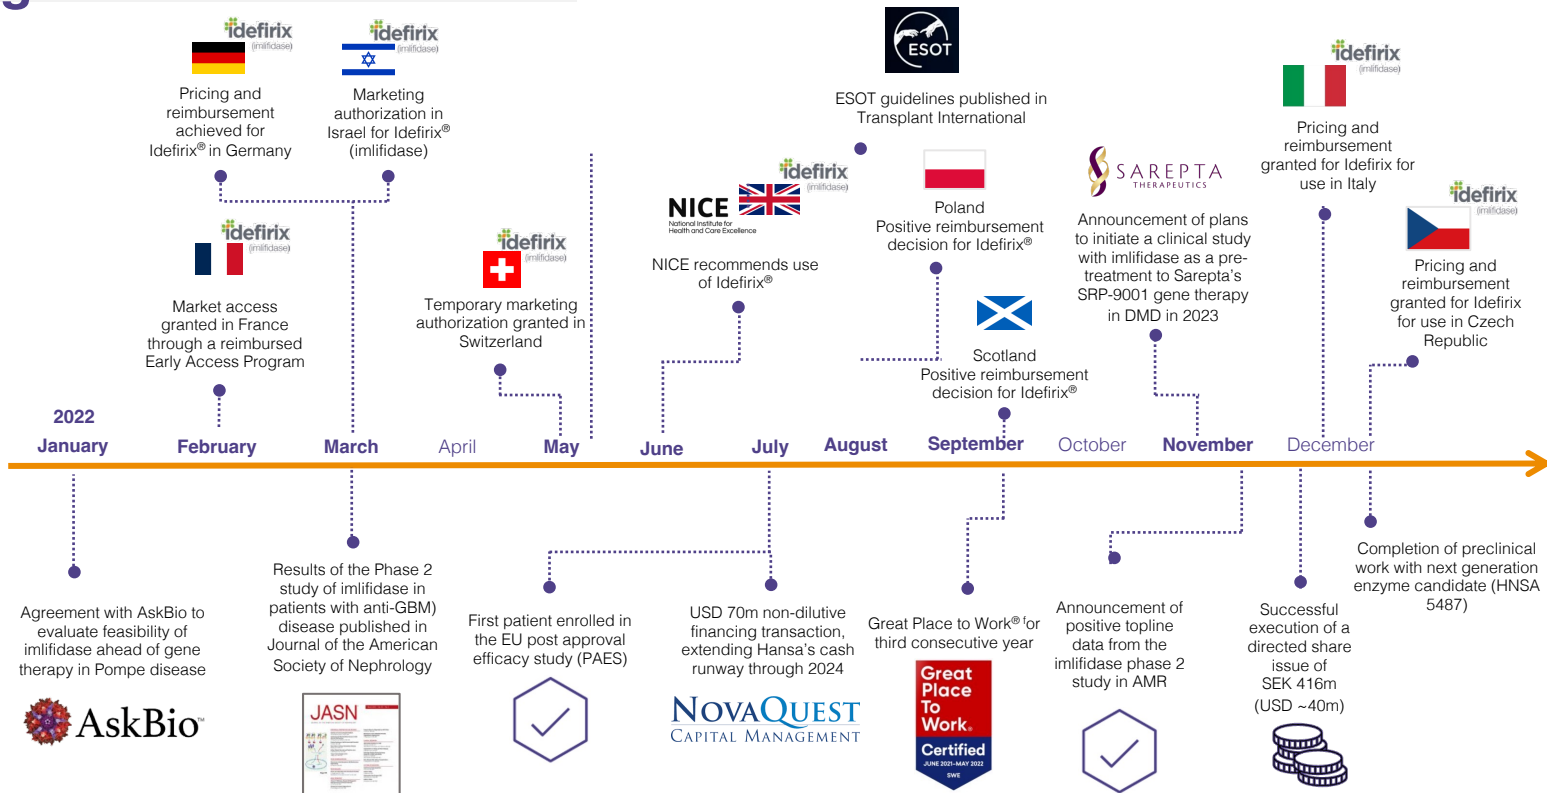 g
idefirix
(imlifidase)
Pricing and
reimbursement
achieved for
Idefirix® in Germany
idefirix
(imlifidase)
Marketing
authorization in
Israel for Idefirix®
(imlifidase)
idefirix
(imlifidase)
Market access
granted in France
through a reimbursed
Early Access Program
idefirix
(imlifidase)
Temporary marketing
authorization granted in
Switzerland
NICE
National Institute for
Health and Care Excellence
idefirix
(imlifidase)
NICE recommends use
of Idefirix®
ESOT
ESOT guidelines published in
Transplant International
Poland
Positive reimbursement
decision for Idefirix®
Scotland
Positive reimbursement
decision for Idefirix®
SAREPTA
THERAPEUTICS
Announcement of plans
to initiate a clinical study
with imlifidase as a pre-
treatment to Sarepta's
SRP-9001 gene therapy
in DMD in 2023
idefirix
(imlifidase)
Pricing and
reimbursement
granted for Idefirix for
use in Italy
idefirix
(imlifidase)
Pricing and
reimbursement
granted for Idefirix
for use in Czech
Republic
2022
January February March April May June July August September October November December
Agreement with AskBio to
evaluate feasibility of
imlifidase ahead of gene
therapy in Pompe disease
AskBio™
Results of the Phase 2
study of imlifidase in
patients with anti-GBM)
disease published in
Journal of the American
Society of Nephrology
JASN
First patient enrolled in
the EU post approval
efficacy study (PAES)
USD 70m non-dilutive
financing transaction,
extending Hansa's cash
runway through 2024
NOVAQUEST
CAPITAL MANAGEMENT
Great Place to Work® for
third consecutive year
Great
Place
To
Work®
Certified
JUNE 2021-MAY 2022
SWE
Announcement of
positive topline
data from the
imlifidase phase 2
study in AMR
Successful
execution of a
directed share
issue of
SEK 416m
(USD ~40m)
Completion of preclinical
work with next generation
enzyme candidate (HNSA
5487)